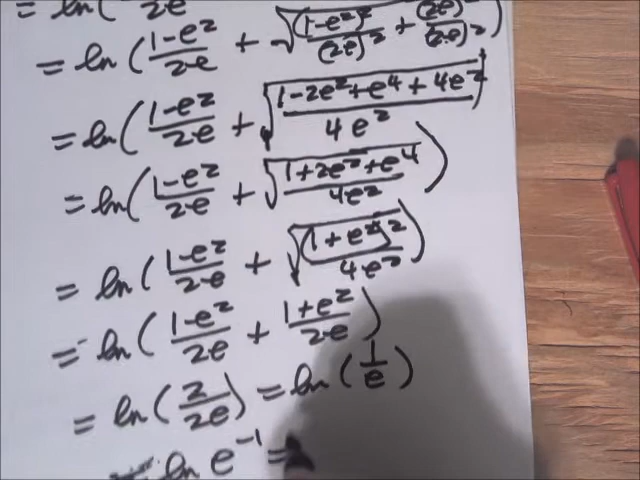 = ln( 2e
= ln ( (1-e²)/2e + √((1-e²)²/(2e)² + (2e)²/(2e)²) )
= ln( (1-e²)/2e + √((1-2e²+e⁴+4e²)/4e²) )
= ln( (1-e²)/2e + √((1+2e²+e⁴)/4e²) )
= ln ( (1-e²)/2e + √((1+e²)²/4e²) )
= ln ( (1-e²)/2e + (1+e²)/2e )
= ln ( 2/2e ) = ln ( 1/e )
= ln e⁻¹ =